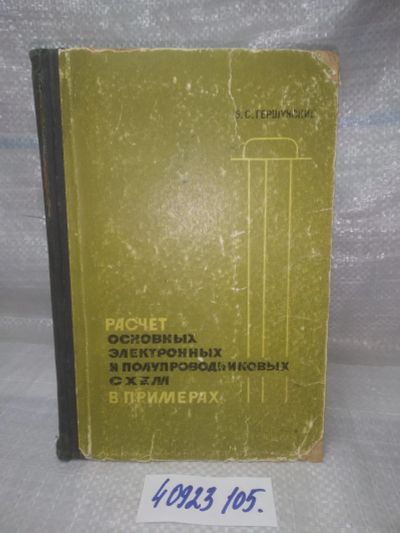 Б. С. ГЕРШУНСКИЙ
РАСЧЕТ
ОСНОВНЫХ
ЭЛЕКТРОННЫХ
И ПОЛУПРОВОДНИКОВЫХ
СХЕМ
В ПРИМЕРАХ
40923 105.